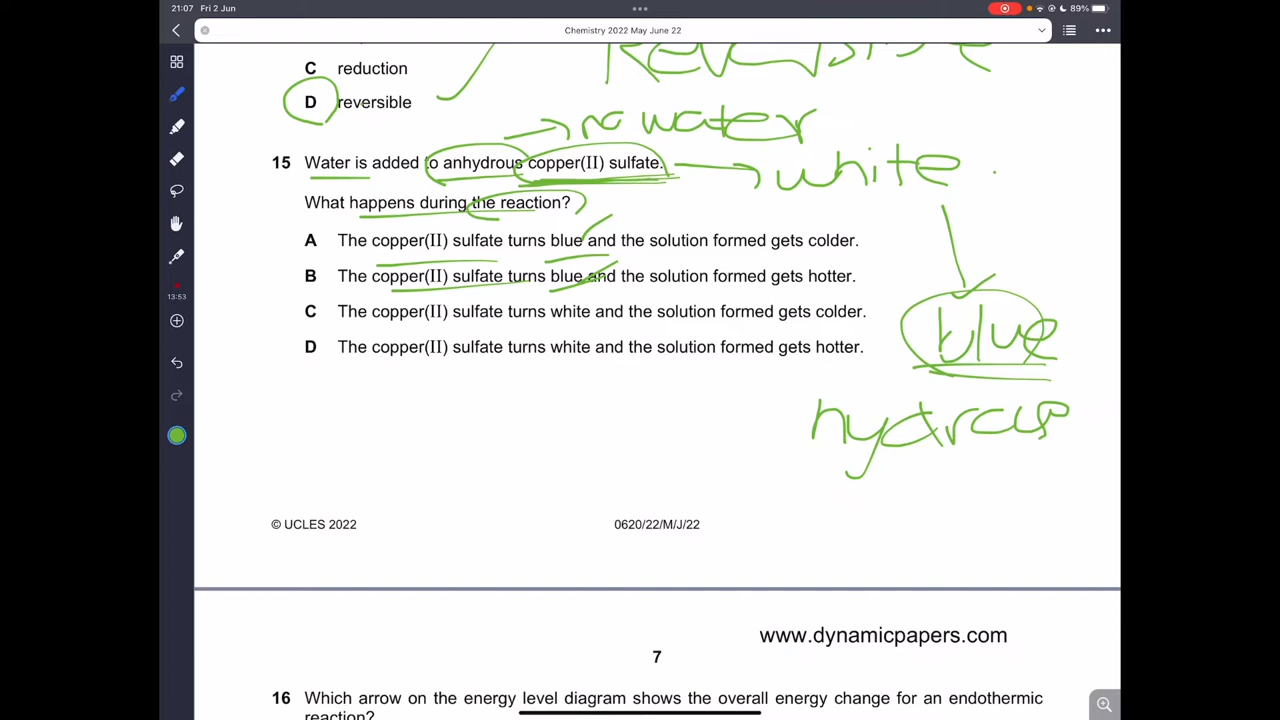 21:07 Fri 2 Jun
89%
Chemistry 2022 May June 22
C reduction
Reversible
D reversible
no water
15 Water is added to anhydrous copper(II) sulfate.
white
What happens during the reaction?
A The copper(II) sulfate turns blue and the solution formed gets colder.
B The copper(II) sulfate turns blue and the solution formed gets hotter.
C The copper(II) sulfate turns white and the solution formed gets colder.
D The copper(II) sulfate turns white and the solution formed gets hotter.
blue
hydrous
13:53
© UCLES 2022
0620/22/M/J/22
www.dynamicpapers.com
7
16 Which arrow on the energy level diagram shows the overall energy change for an endothermic
reaction?